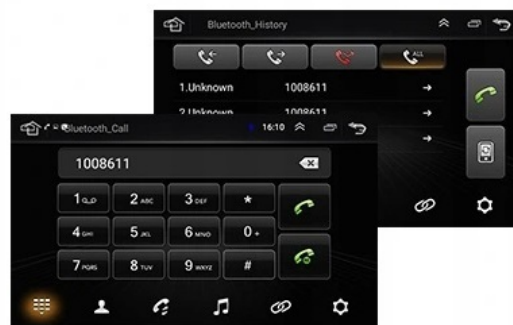 Bluetooth_History
ALL
1.Unknown 1008611
2.Unknown 1008611
Bluetooth_Call 16:10
1008611
1 2 ABC 3 DEF *
4 GHI 5 JKL 6 MNO 0 +
7 PQRS 8 TUV 9 WXYZ #